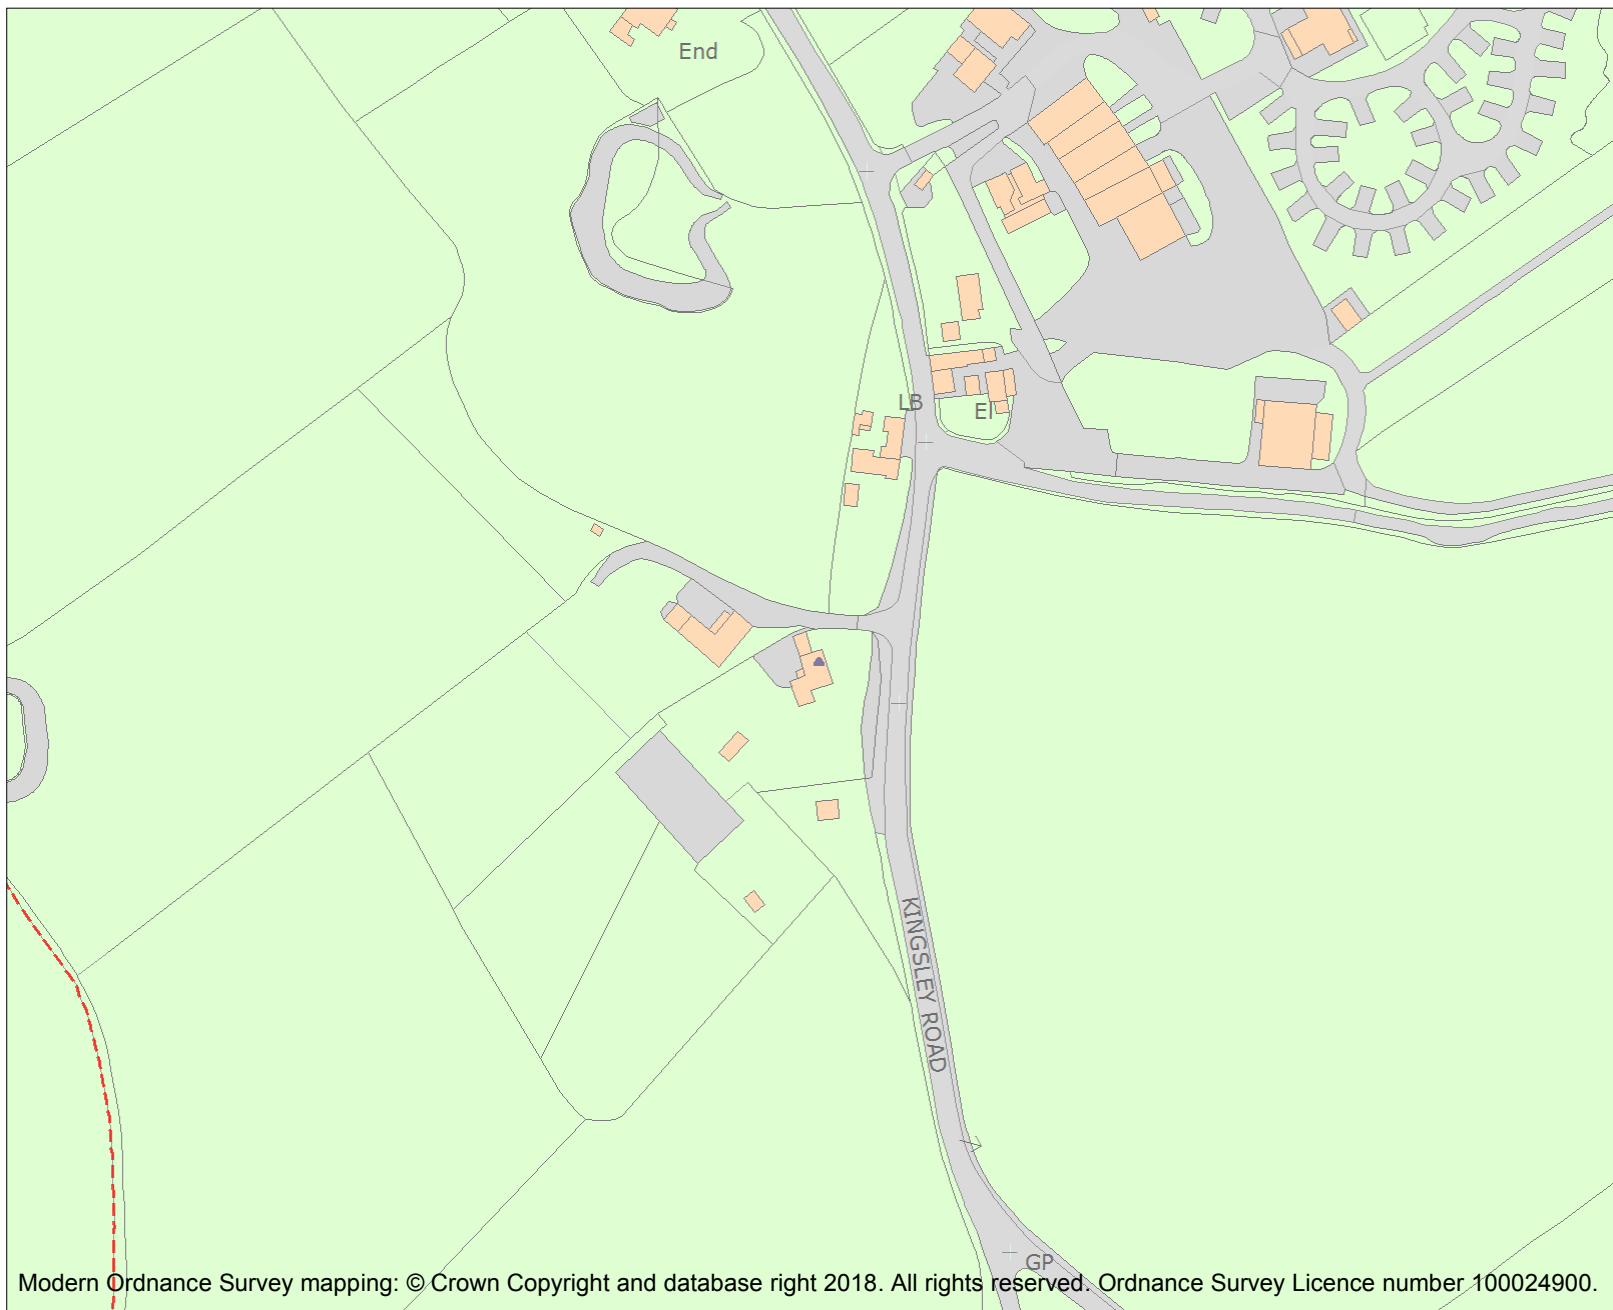 End
LB
El
KINGSLEY ROAD
GP
Modern Ordnance Survey mapping: © Crown Copyright and database right 2018. All rights reserved. Ordnance Survey Licence number 100024900.